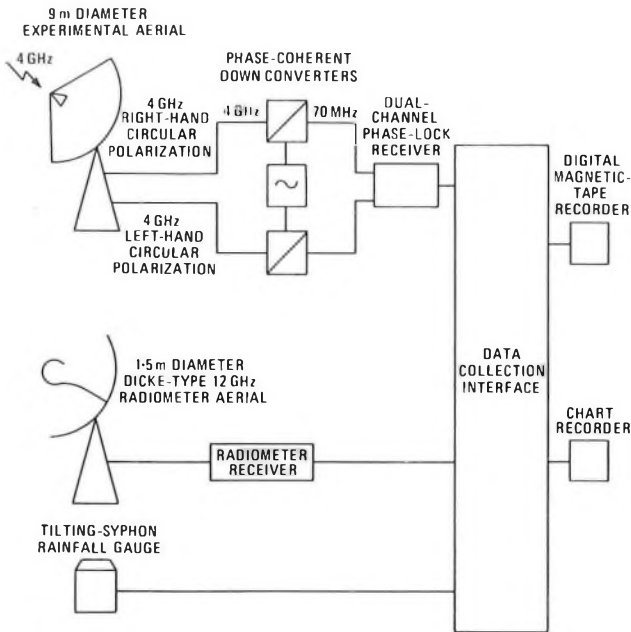 9m DIAMETER
EXPERIMENTAL AERIAL
4 GHz
4 GHz
RIGHT-HAND
CIRCULAR
POLARIZATION
4 GHz
LEFT-HAND
CIRCULAR
POLARIZATION
PHASE-COHERENT
DOWN CONVERTERS
4 GHz
70 MHz
DUAL-
CHANNEL
PHASE-LOCK
RECEIVER
DIGITAL
MAGNETIC-
TAPE
RECORDER
DATA
COLLECTION
INTERFACE
CHART
RECORDER
1·5m DIAMETER
DICKE-TYPE 12 GHz
RADIOMETER AERIAL
RADIOMETER
RECEIVER
TILTING-SYPHON
RAINFALL GAUGE